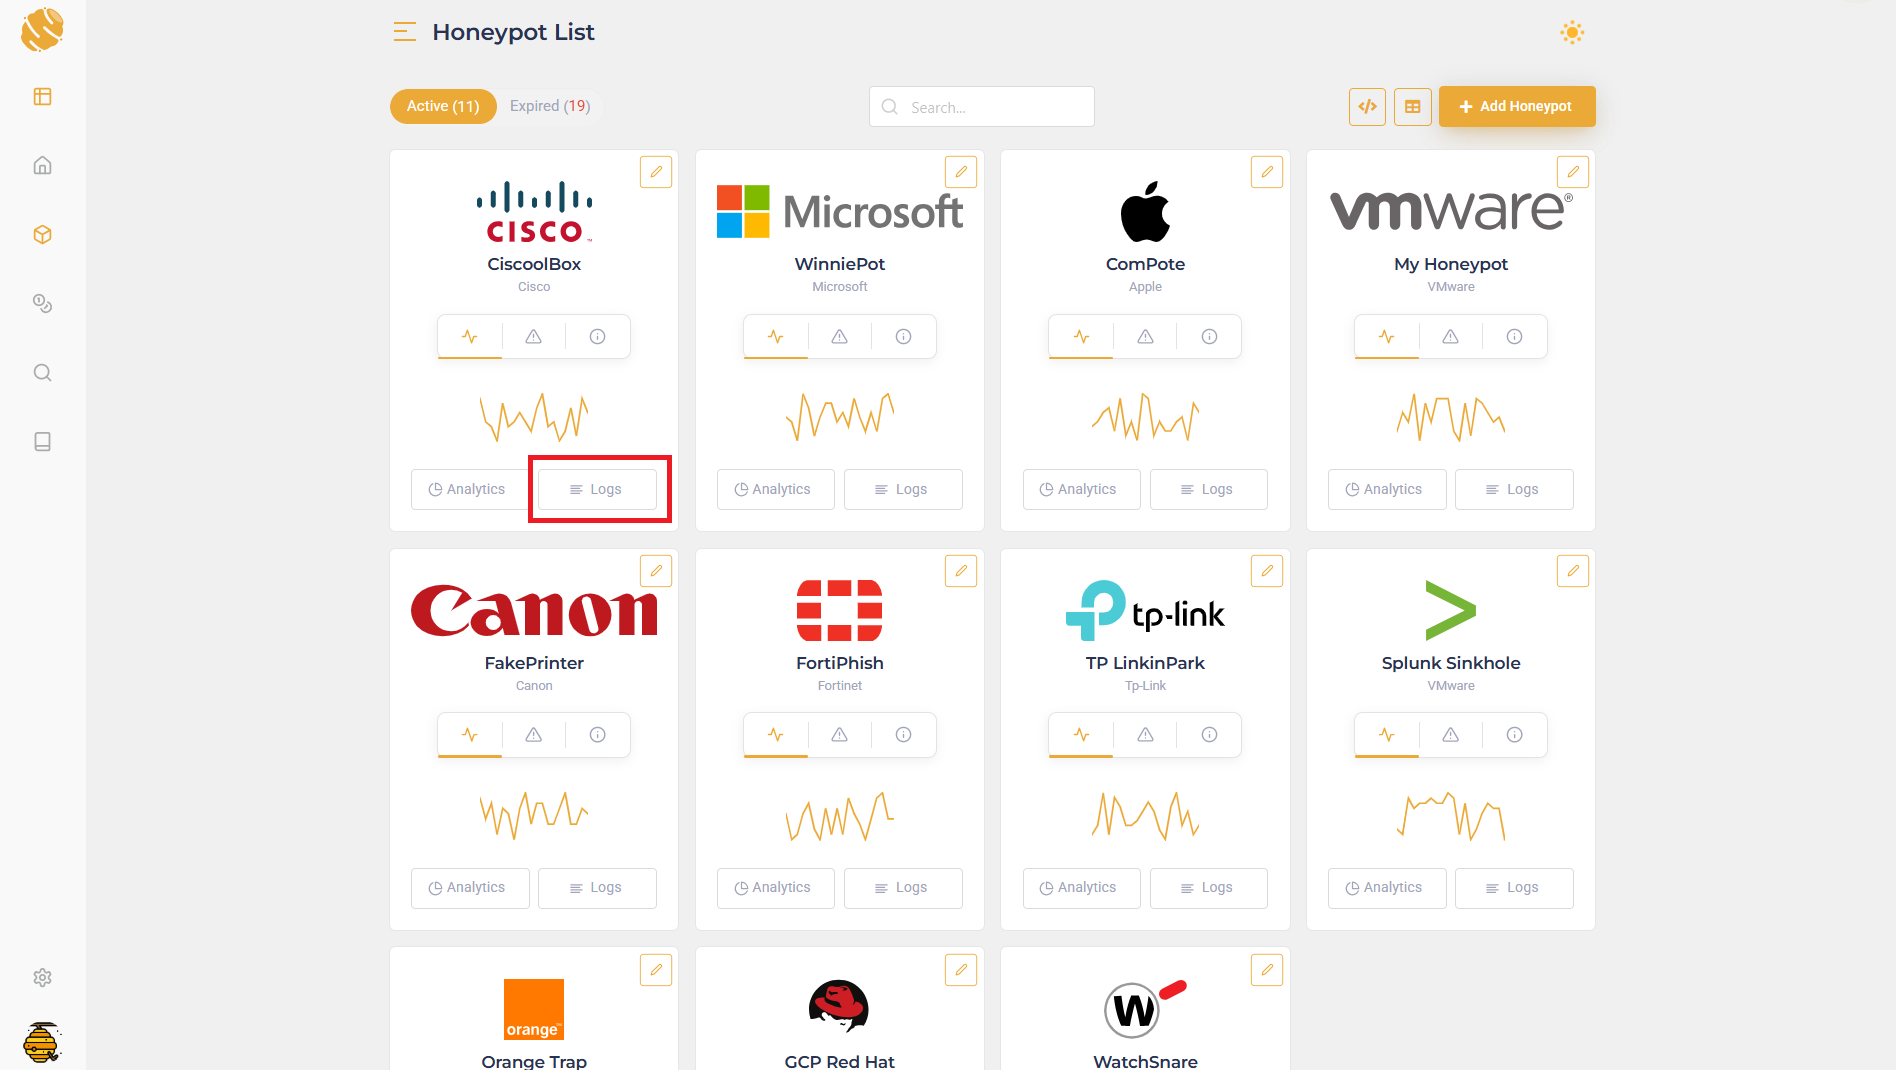 Honeypot List
Active (11)
Expired (19)
Search...
Add Honeypot
CISCO
CiscoolBox
Cisco
Analytics
Logs
Microsoft
WinniePot
Microsoft
Analytics
Logs
ComPote
Apple
Analytics
Logs
vmware®
My Honeypot
VMware
Analytics
Logs
Canon
FakePrinter
Canon
Analytics
Logs
FortiPhish
Fortinet
Analytics
Logs
tp-link
TP LinkinPark
Tp-Link
Analytics
Logs
Splunk Sinkhole
VMware
Analytics
Logs
orange™
Orange Trap
GCP Red Hat
W
WatchSnare